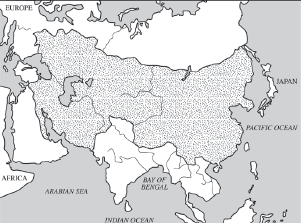 EUROPE
JAPAN
PACIFIC OCEAN
AFRICA
ARABIAN SEA
BAY OF
BENGAL
INDIAN OCEAN